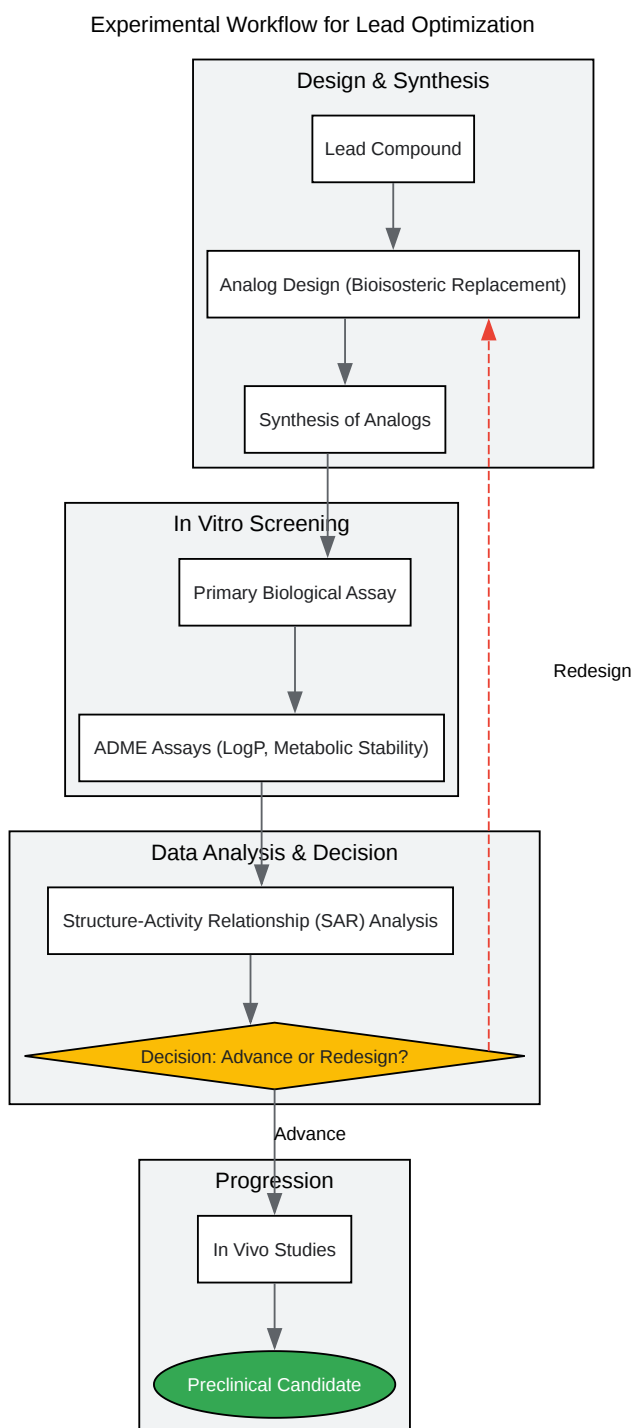 Experimental Workflow for Lead Optimization
Design & Synthesis
Lead Compound
Analog Design (Bioisosteric Replacement)
Synthesis of Analogs
In Vitro Screening
Primary Biological Assay
Redesign
ADME Assays (LogP, Metabolic Stability)
Data Analysis & Decision
Structure-Activity Relationship (SAR) Analysis
Decision: Advance or Redesign?
Advance
Progression
In Vivo Studies
Preclinical Candidate